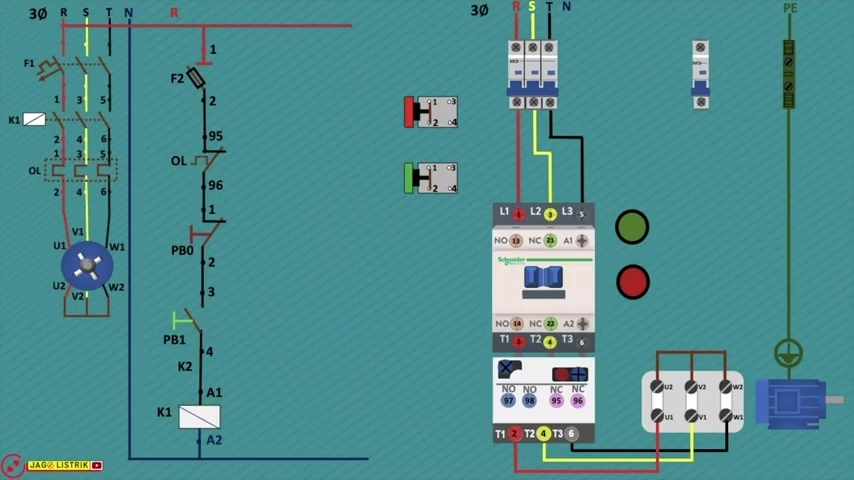 3Ø R S T N R
F1
1 3 5
K1
2 4 6
1 3 5
OL
2 4 6
V1
U1 W1
U2 V2 W2
1
F2
2
95
OL
96
1
PB0
2
3
PB1
4
K2
A1
K1
A2
JAGO LISTRIK
1 3
2 4
1 3
2 4
3Ø R S T N
PE
L1 1 L2 3 L3 5
NO 13 NC 21 A1
Schneider
Electric
NO 14 NC 22 A2
T1 2 T2 4 T3 6
NO NO NC NC
97 98 95 96
T1 2 T2 4 T3 6
U2 V2 W2
U1 V1 W1